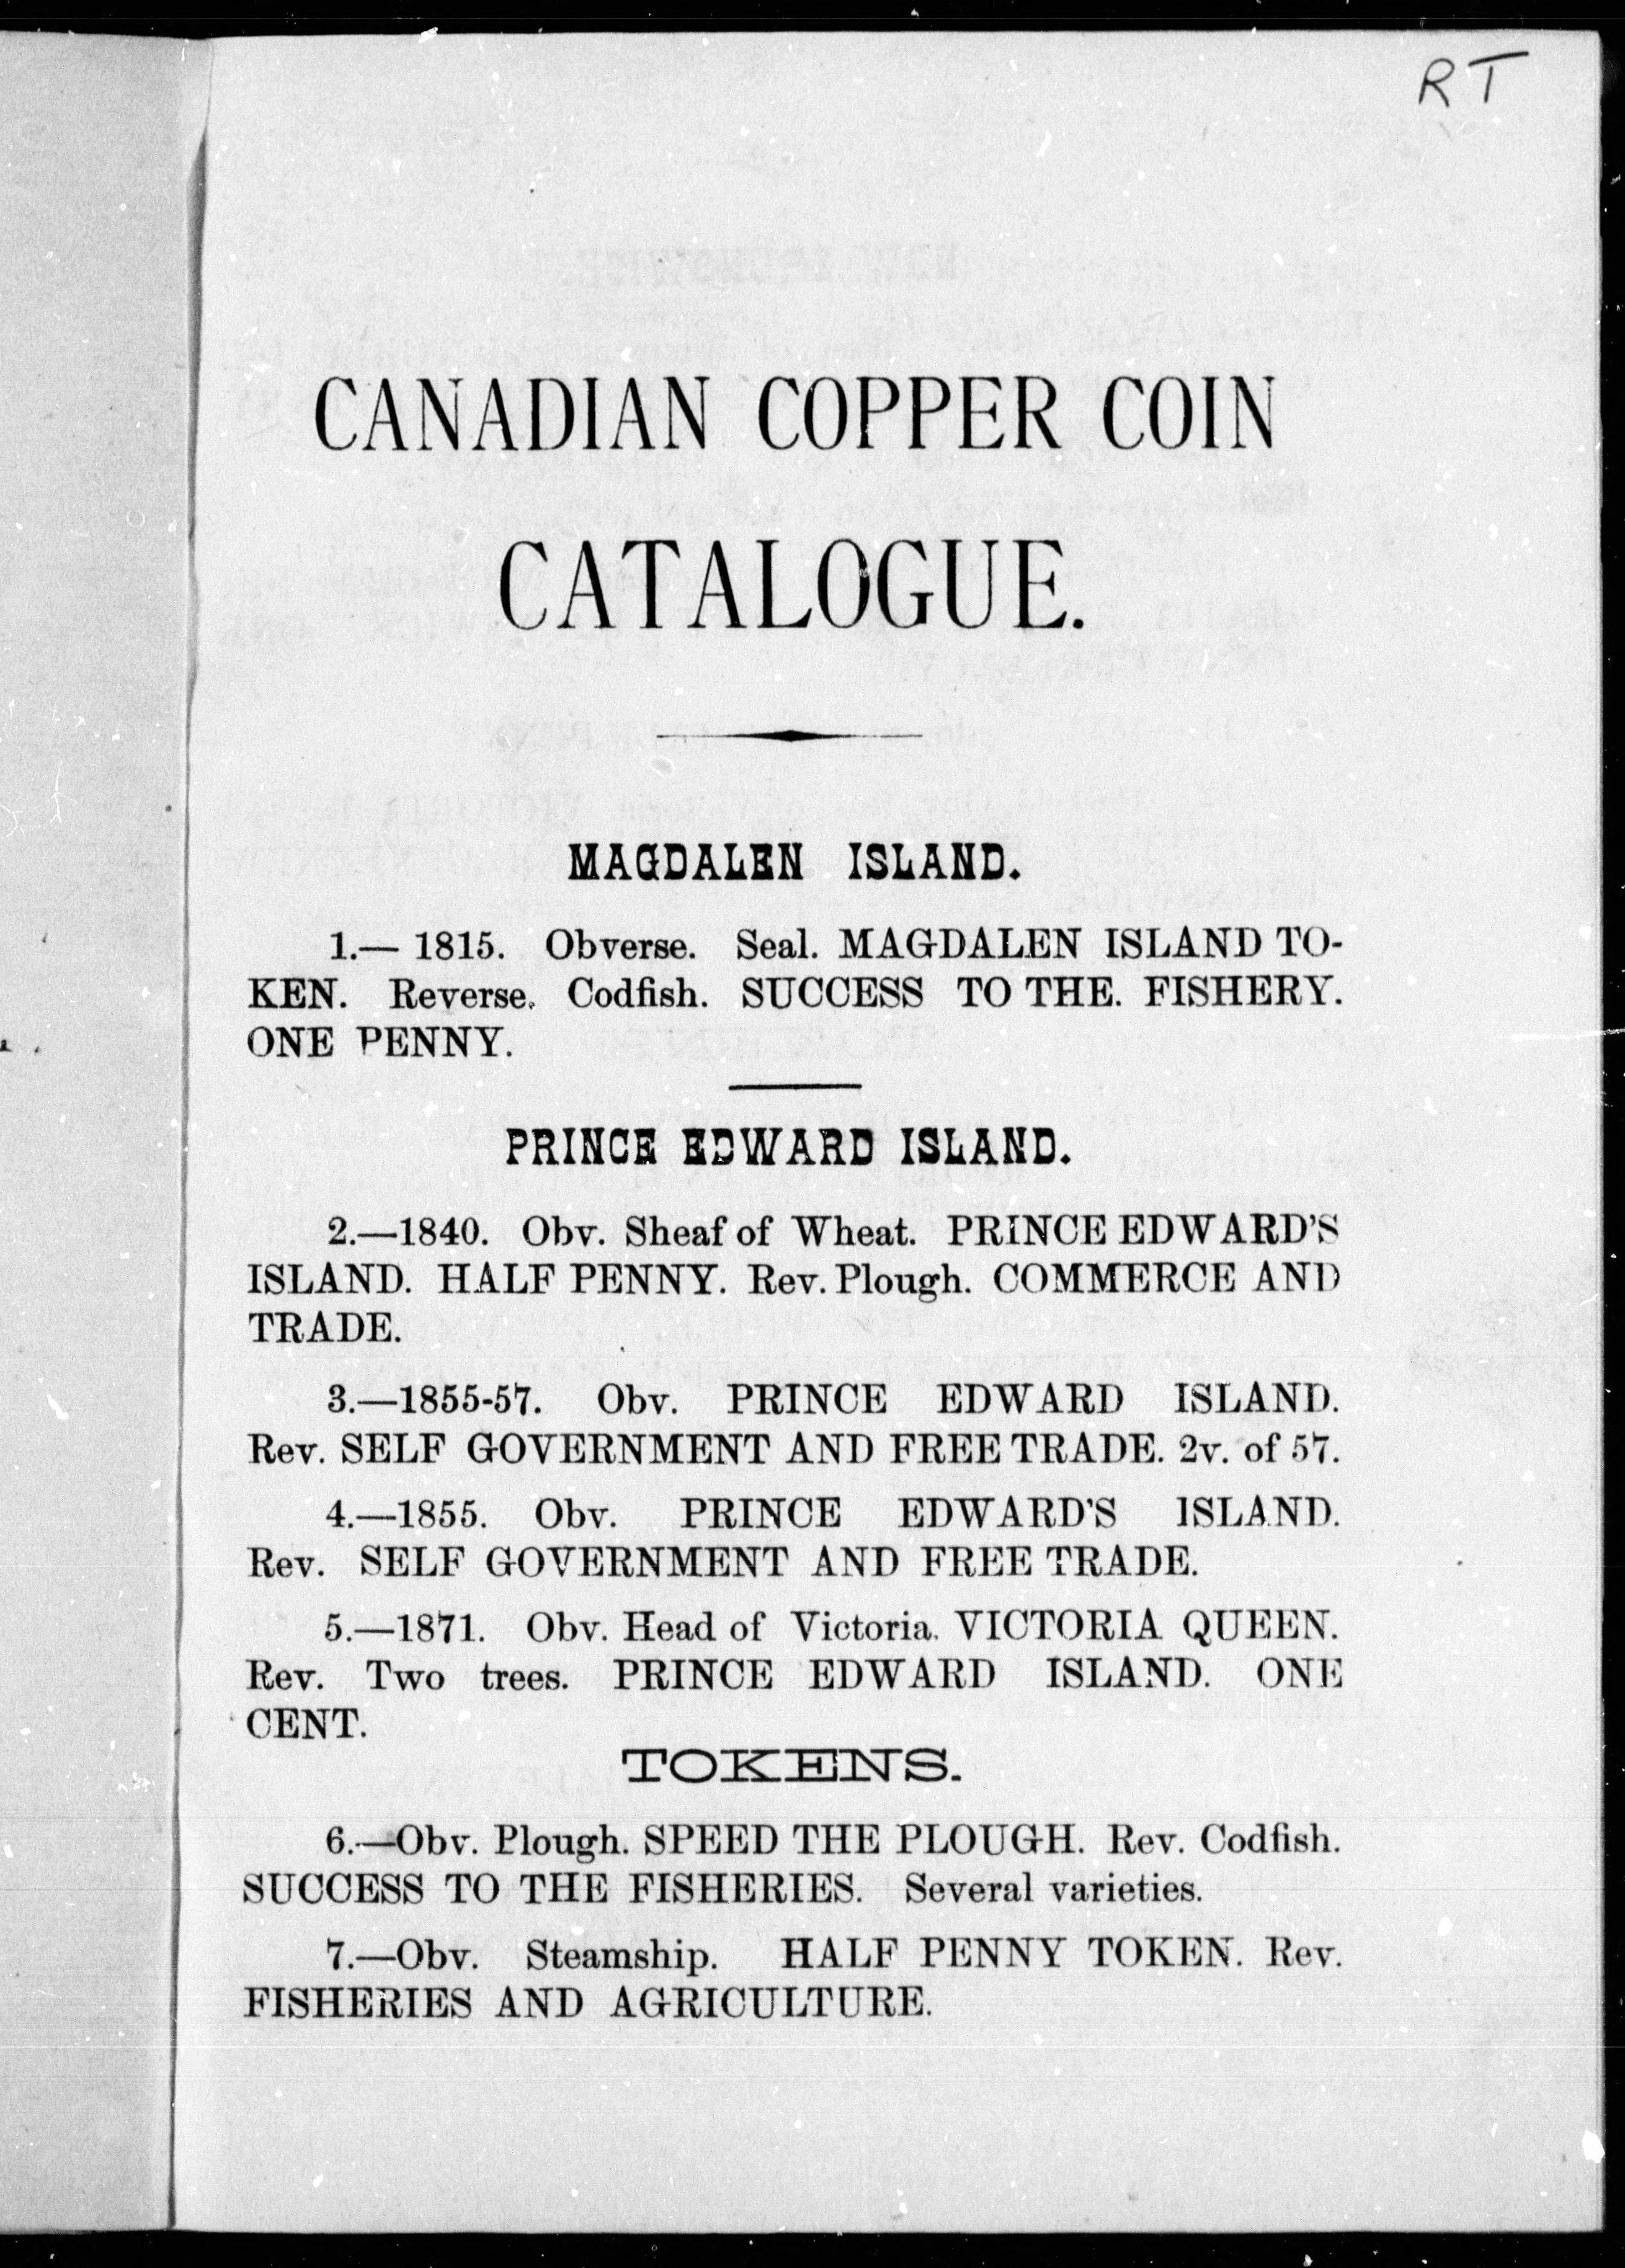 RT
CANADIAN COPPER COIN
CATALOGUE.
MAGDALEN ISLAND.
1.— 1815. Obverse. Seal. MAGDALEN ISLAND TO-
KEN. Reverse. Codfish. SUCCESS TO THE. FISHERY.
ONE PENNY.
PRINCE EDWARD ISLAND.
2.—1840. Obv. Sheaf of Wheat. PRINCE EDWARD'S
ISLAND. HALF PENNY. Rev. Plough. COMMERCE AND
TRADE.
3.—1855-57. Obv. PRINCE EDWARD ISLAND.
Rev. SELF GOVERNMENT AND FREE TRADE. 2v. of 57.
4.—1855. Obv. PRINCE EDWARD'S ISLAND.
Rev. SELF GOVERNMENT AND FREE TRADE.
5.—1871. Obv. Head of Victoria. VICTORIA QUEEN.
Rev. Two trees. PRINCE EDWARD ISLAND. ONE
CENT.
TOKENS.
6.—Obv. Plough. SPEED THE PLOUGH. Rev. Codfish.
SUCCESS TO THE FISHERIES. Several varieties.
7.—Obv. Steamship. HALF PENNY TOKEN. Rev.
FISHERIES AND AGRICULTURE.